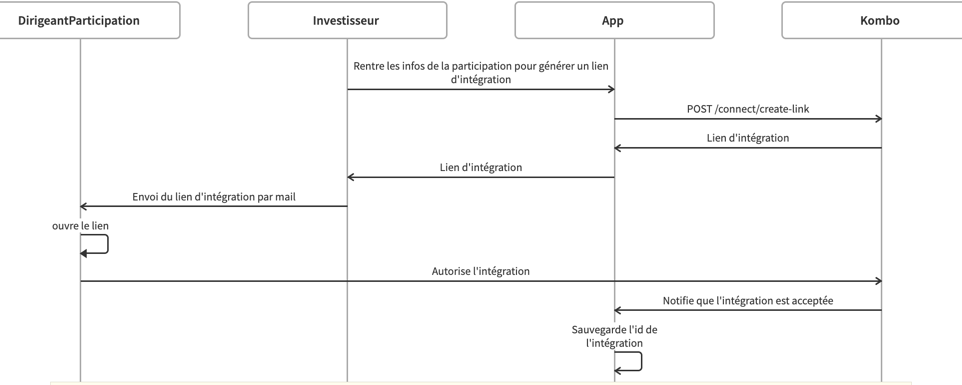 DirigeantParticipation
Investisseur
App
Kombo
Rentre les infos de la participation pour générer un lien
d'intégration
POST /connect/create-link
Lien d'intégration
Lien d'intégration
Envoi du lien d'intégration par mail
ouvre le lien
Autorise l'intégration
Notifie que l'intégration est acceptée
Sauvegarde l'id de
l'intégration